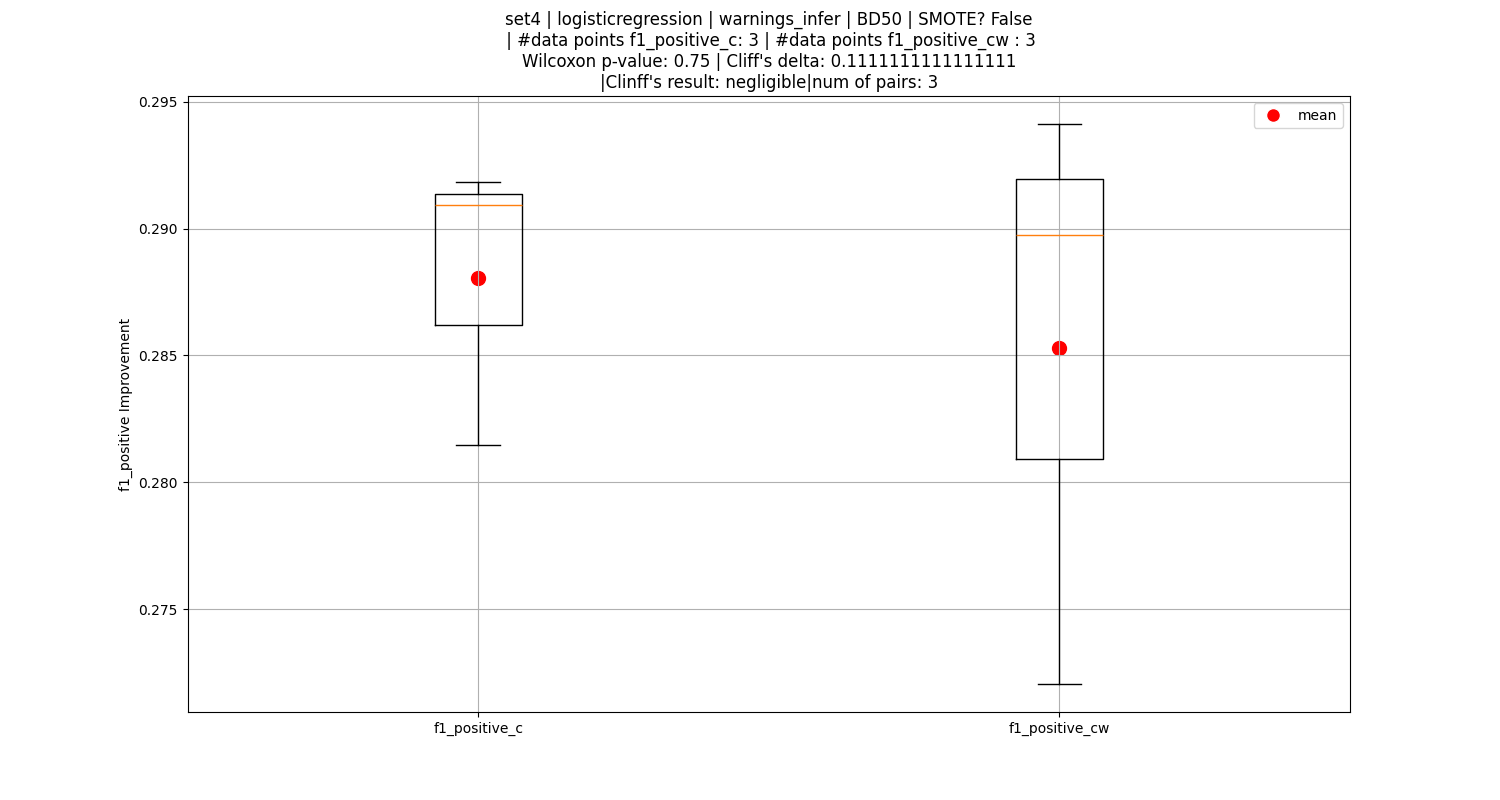 set4 | logisticregression | warnings_infer | BD50 | SMOTE? False
| #data points f1_positive_c: 3 | #data points f1_positive_cw : 3
Wilcoxon p-value: 0.75 | Cliff's delta: 0.1111111111111111
|Clinff's result: negligible|num of pairs: 3
mean
0.295
0.290
0.285
0.280
0.275
f1_positive Improvement
f1_positive_c
f1_positive_cw